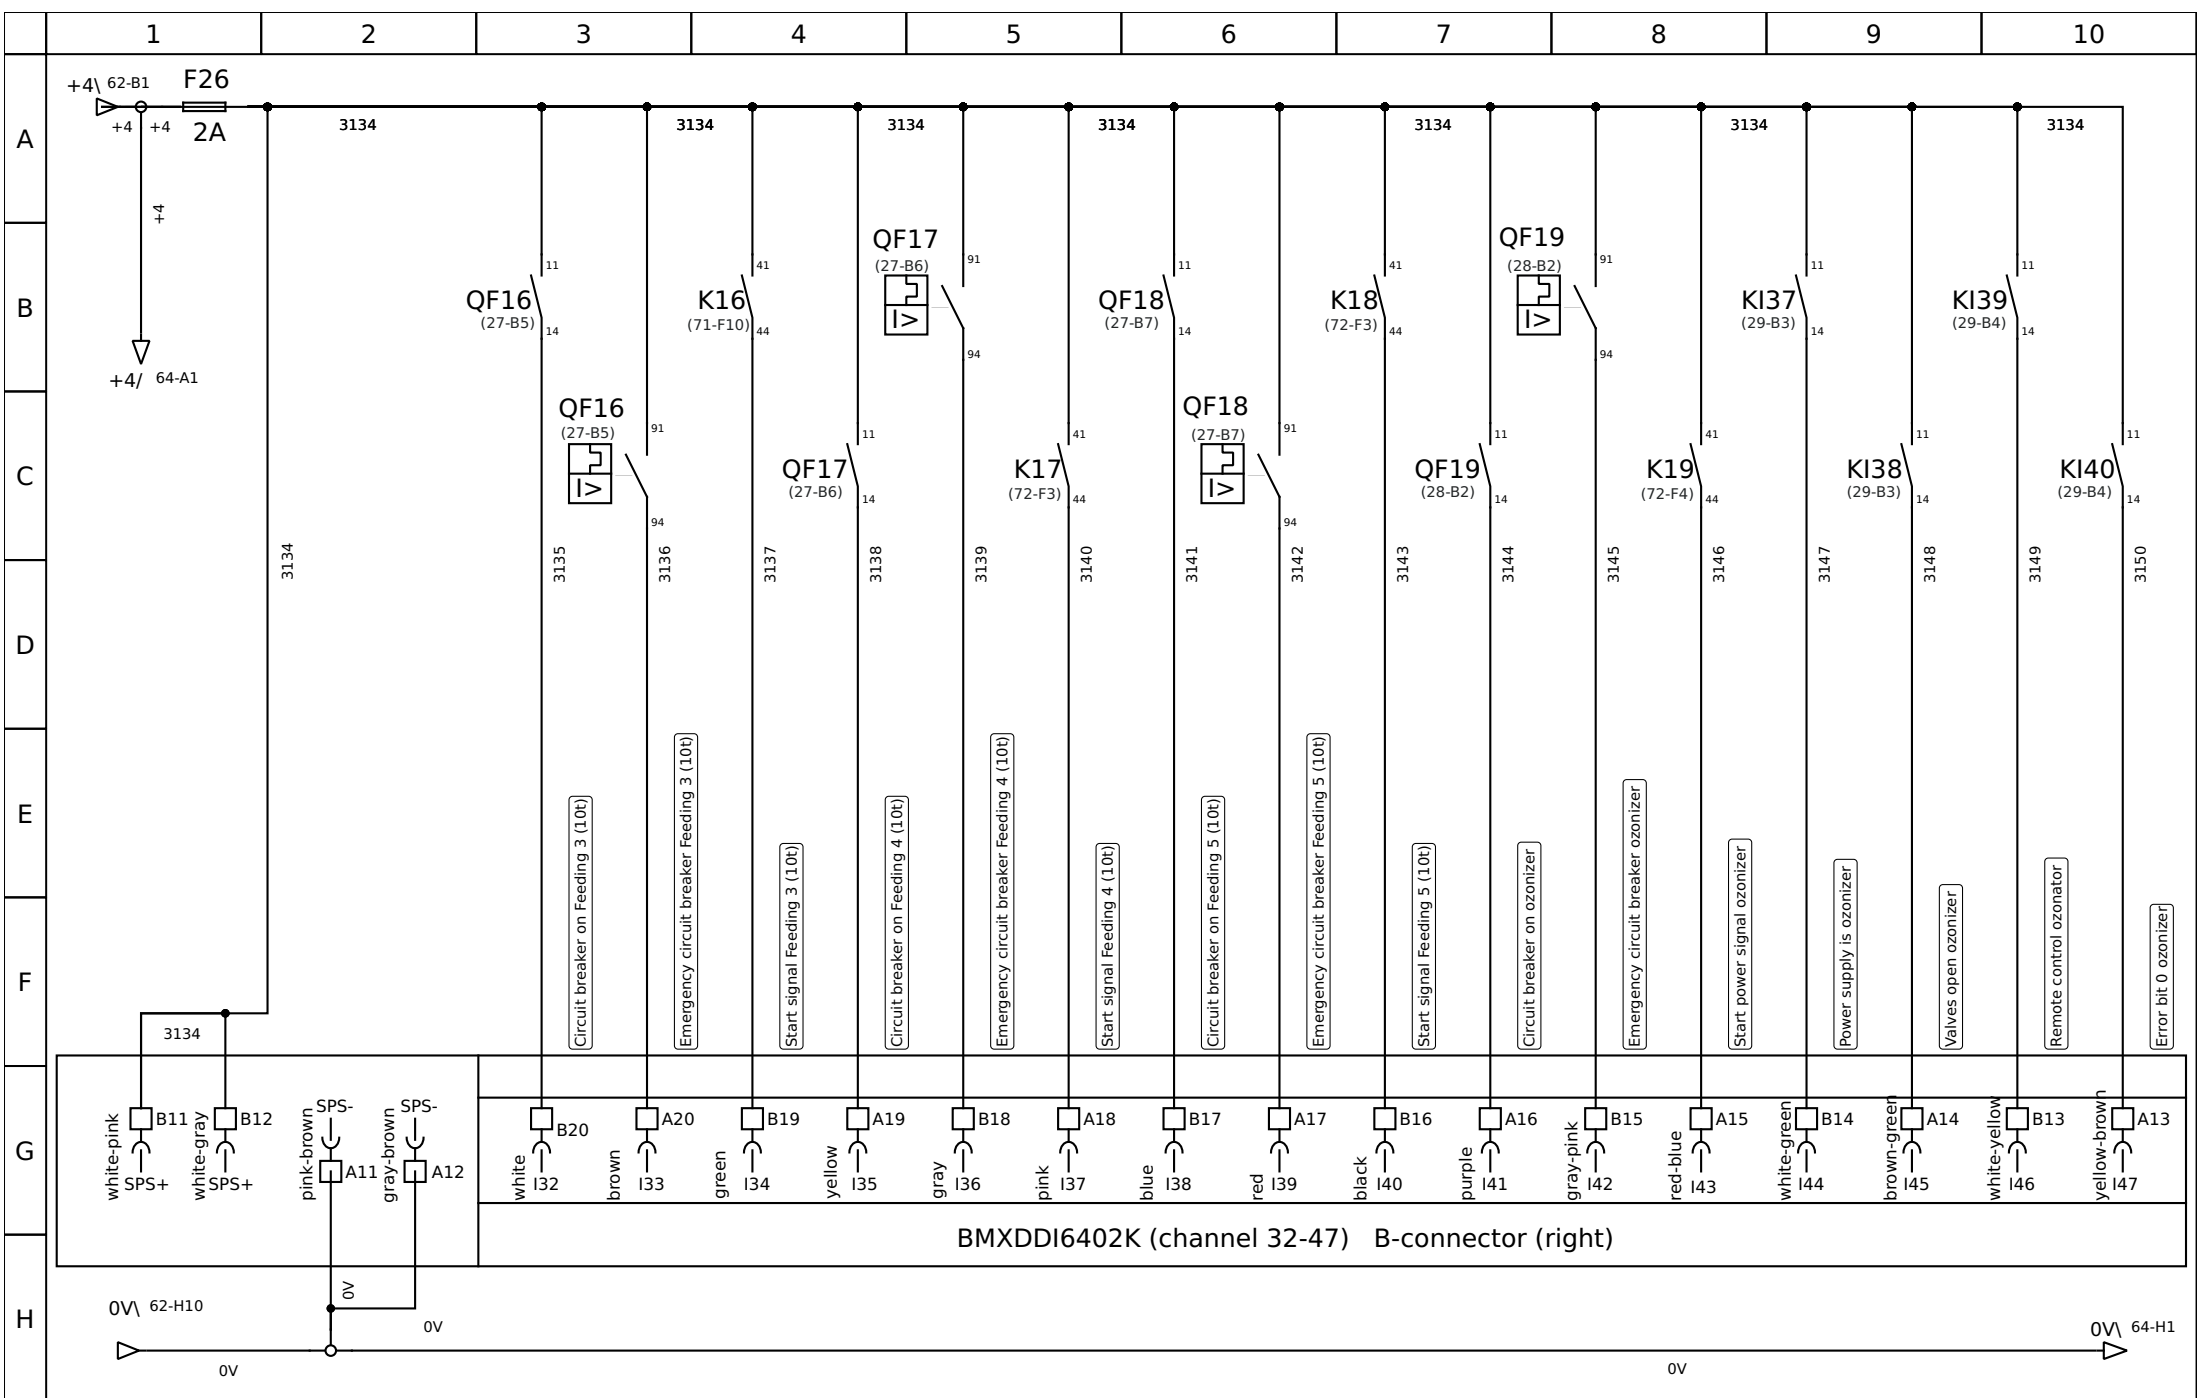 1 2 3 4 5 6 7 8 9 10
A
B
C
D
E
F
G
H
+4\ 62-B1
F26
+4 +4
2A
3134 3134 3134 3134 3134 3134 3134
+4
+4/ 64-A1
QF16
(27-B5)
11
14
K16
(71-F10)
41
44
QF17
(27-B6)
91
94
QF18
(27-B7)
11
14
K18
(72-F3)
41
44
QF19
(28-B2)
91
94
KI37
(29-B3)
11
14
KI39
(29-B4)
11
14
I>
I>
QF16
(27-B5)
91
94
I>
QF17
(27-B6)
11
14
K17
(72-F3)
41
44
QF18
(27-B7)
91
94
I>
QF19
(28-B2)
11
14
K19
(72-F4)
41
44
KI38
(29-B3)
11
14
KI40
(29-B4)
11
14
3134 3135 3136 3137 3138 3139 3140 3141 3142 3143 3144 3145 3146 3147 3148 3149 3150
Circuit breaker on Feeding 3 (10t)
Emergency circuit breaker Feeding 3 (10t)
Start signal Feeding 3 (10t)
Circuit breaker on Feeding 4 (10t)
Emergency circuit breaker Feeding 4 (10t)
Start signal Feeding 4 (10t)
Circuit breaker on Feeding 5 (10t)
Emergency circuit breaker Feeding 5 (10t)
Start signal Feeding 5 (10t)
Circuit breaker on ozonizer
Emergency circuit breaker ozonizer
Start power signal ozonizer
Power supply is ozonizer
Valves open ozonizer
Remote control ozonator
Error bit 0 ozonizer
3134
white-pink
B11
SPS+
white-gray
B12
SPS+
pink-brown
SPS-
A11
gray-brown
SPS-
A12
white
B20
I32
brown
A20
I33
green
B19
I34
yellow
A19
I35
gray
B18
I36
pink
A18
I37
blue
B17
I38
red
A17
I39
black
B16
I40
purple
A16
I41
gray-pink
B15
I42
red-blue
A15
I43
white-green
B14
I44
brown-green
A14
I45
white-yellow
B13
I46
yellow-brown
A13
I47
BMXDDI6402K (channel 32-47) B-connector (right)
0V
0V\ 62-H10
0V
0V\ 64-H1
0V
0V